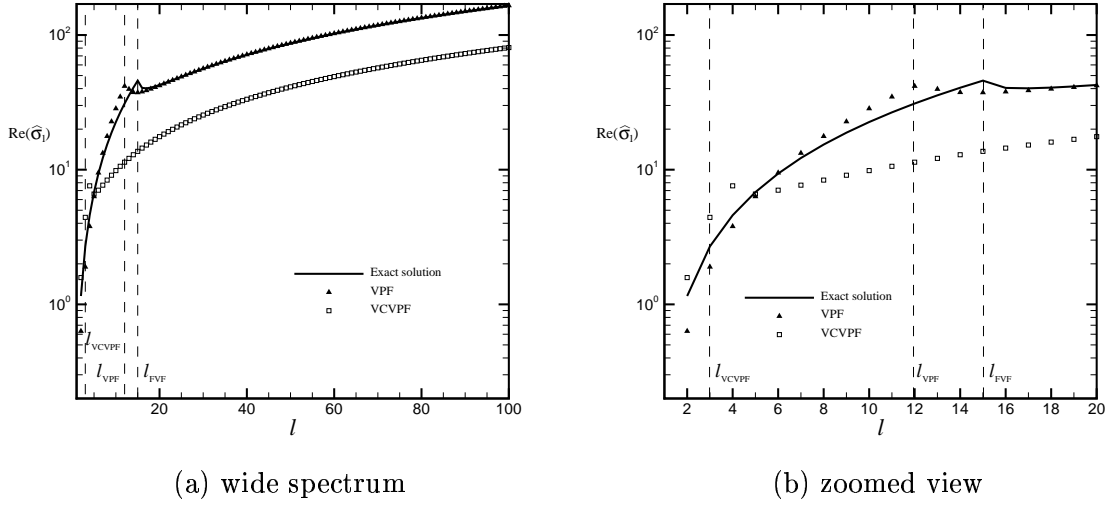 10²
10¹
10⁰
Re(σ̂ₗ)
Exact solution
VPF
VCVPF
l_VCVPF
l_VPF
l_FVF
20 40 60 80 100
l
(a) wide spectrum
10²
10¹
10⁰
Re(σ̂ₗ)
Exact solution
VPF
VCVPF
l_VCVPF
l_VPF
l_FVF
2 4 6 8 10 12 14 16 18 20
l
(b) zoomed view